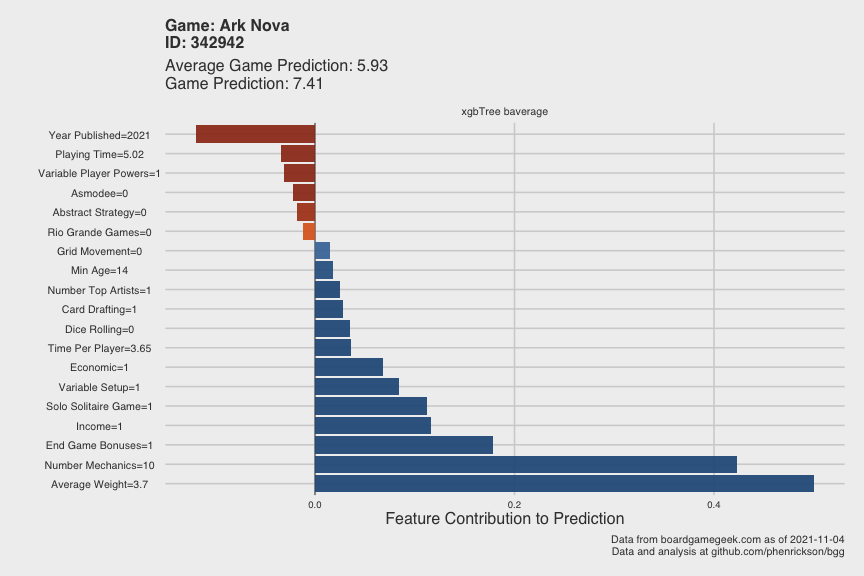 Game: Ark Nova
ID: 342942
Average Game Prediction: 5.93
Game Prediction: 7.41
xgbTree baverage
Year Published=2021
Playing Time=5.02
Variable Player Powers=1
Asmodee=0
Abstract Strategy=0
Rio Grande Games=0
Grid Movement=0
Min Age=14
Number Top Artists=1
Card Drafting=1
Dice Rolling=0
Time Per Player=3.65
Economic=1
Variable Setup=1
Solo Solitaire Game=1
Income=1
End Game Bonuses=1
Number Mechanics=10
Average Weight=3.7
0.0 0.2 0.4
Feature Contribution to Prediction
Data from boardgamegeek.com as of 2021-11-04
Data and analysis at github.com/phenrickson/bgg